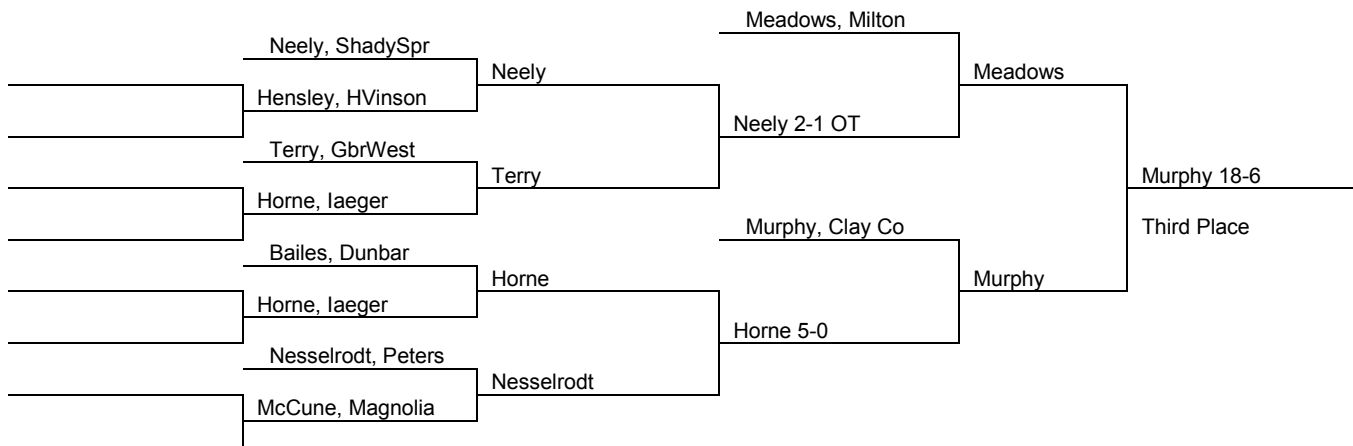 Meadows, Milton
Neely, ShadySpr
Neely
Meadows
Hensley, HVinson
Neely 2-1 OT
Terry, GbrWest
Terry
Murphy 18-6
Horne, Iaeger
Murphy, Clay Co
Third Place
Bailes, Dunbar
Horne
Murphy
Horne, Iaeger
Horne 5-0
Nesselrodt, Peters
Nesselrodt
McCune, Magnolia